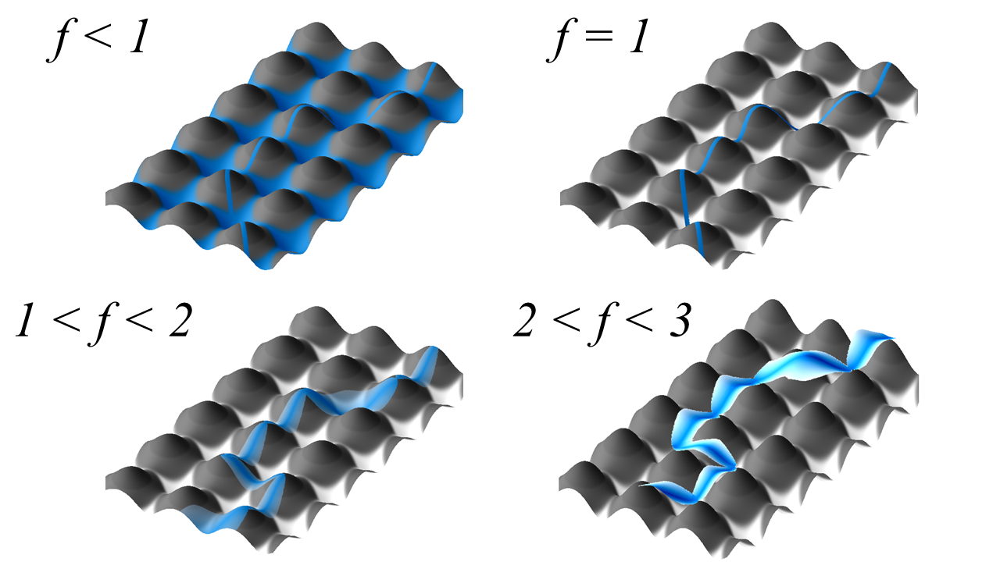 f < 1
f = 1
1 < f < 2
2 < f < 3